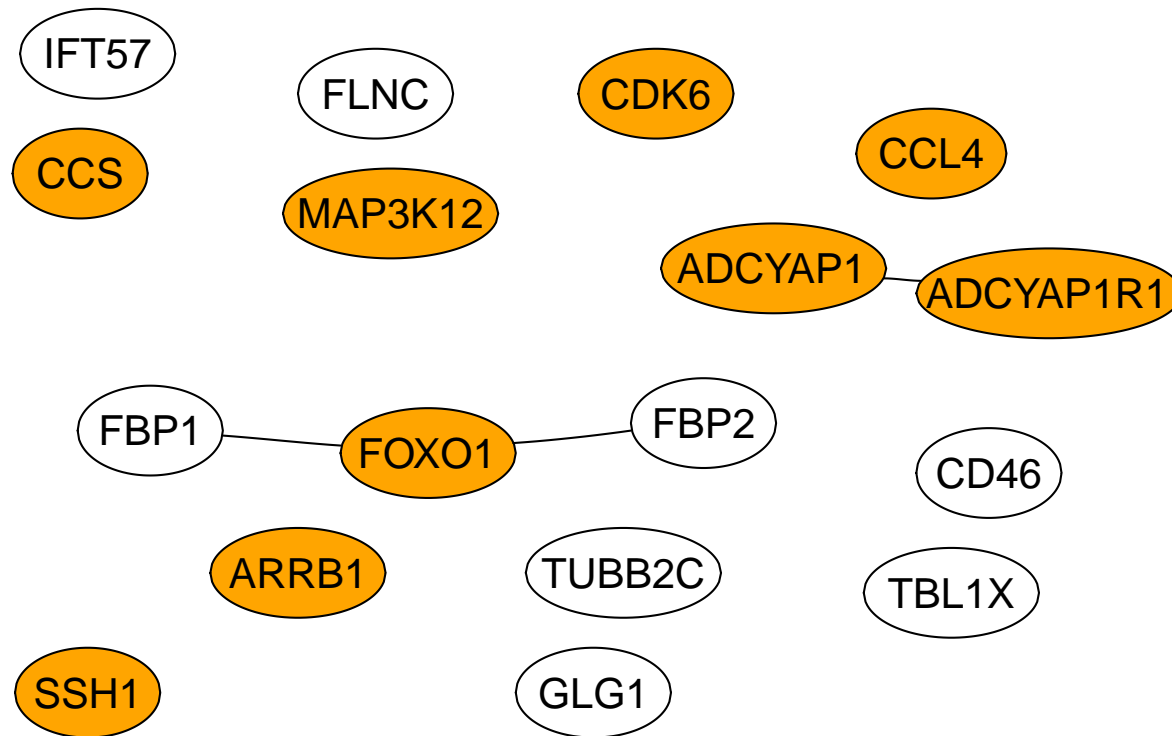 IFT57
FLNC
CDK6
CCL4
CCS
MAP3K12
ADCYAP1
ADCYAP1R1
FBP1
FOXO1
FBP2
CD46
ARRB1
TUBB2C
TBL1X
SSH1
GLG1